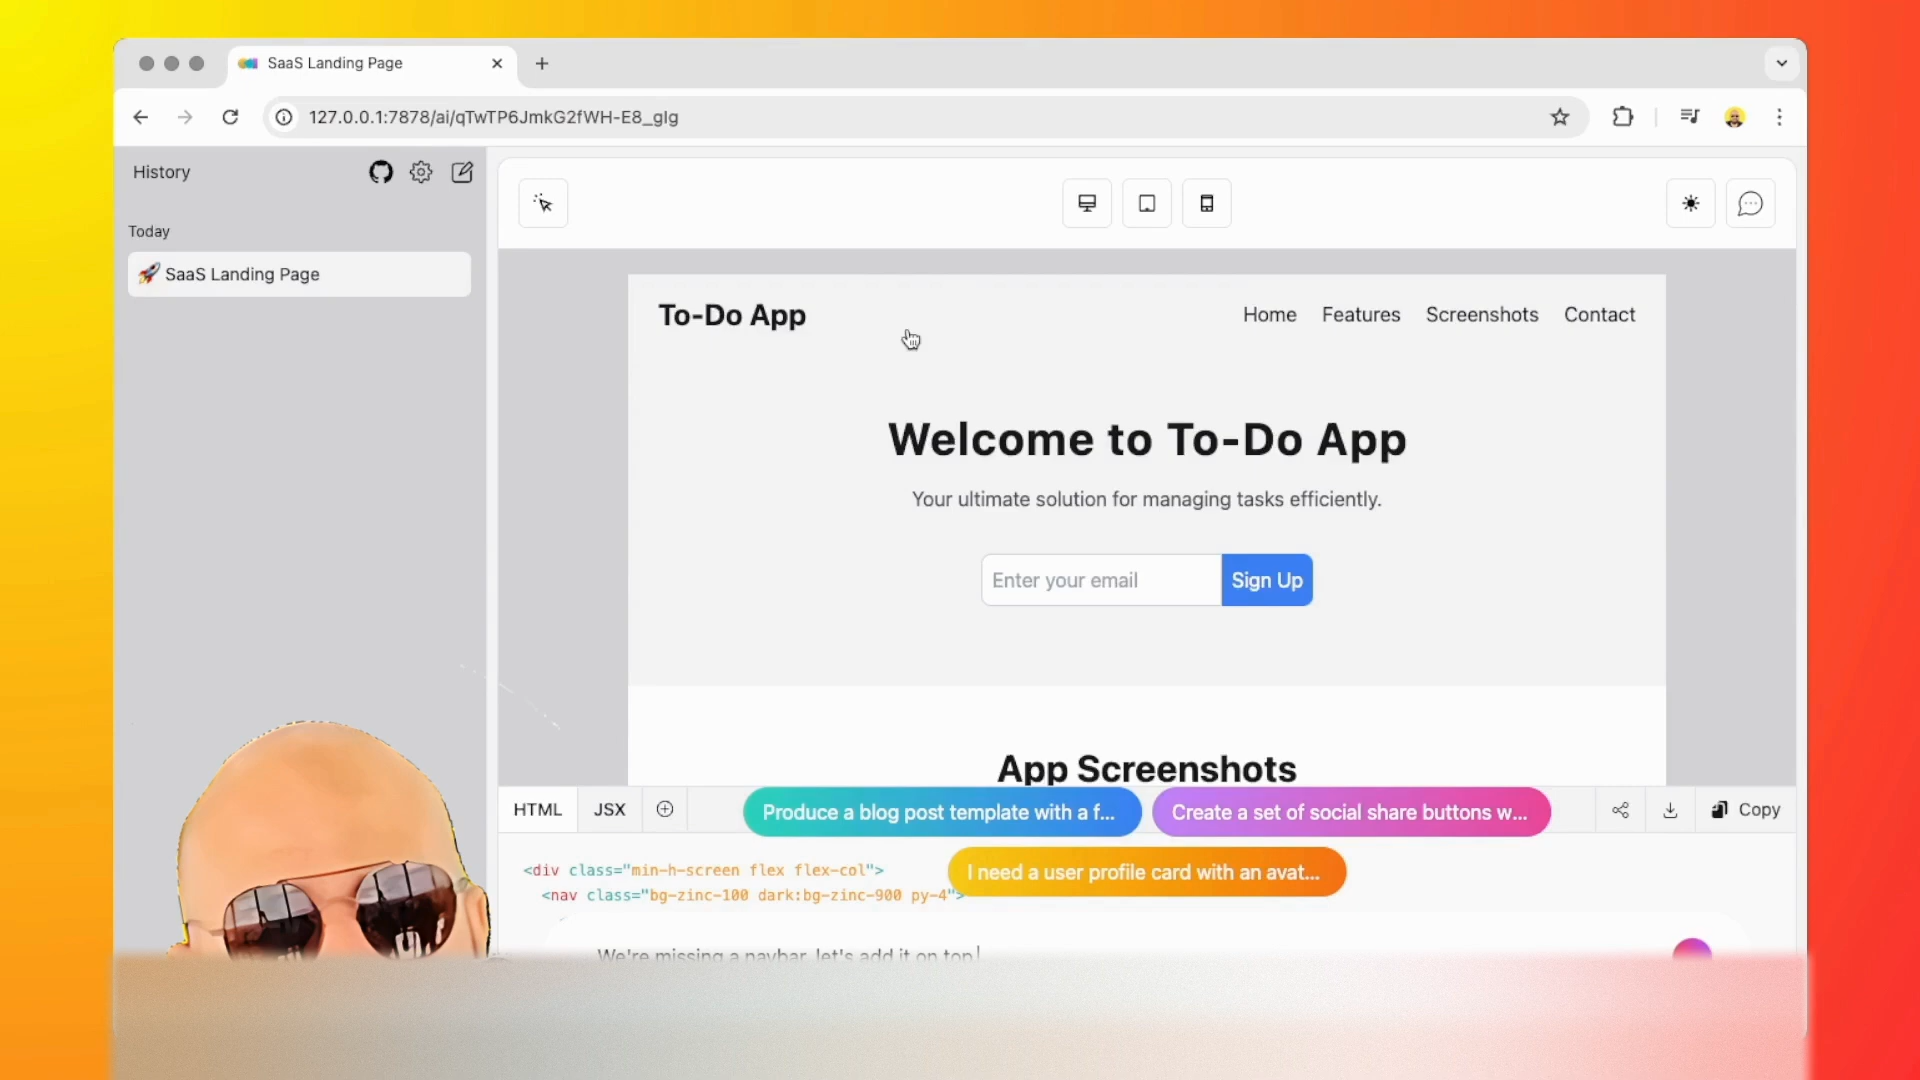 SaaS Landing Page
127.0.0.1:7878/ai/qTwTP6JmkG2fWH-E8_gIg
History
Today
🚀 SaaS Landing Page
To-Do App
Home Features Screenshots Contact
Welcome to To-Do App
Your ultimate solution for managing tasks efficiently.
Enter your email Sign Up
App Screenshots
HTML JSX Produce a blog post template with a f... Create a set of social share buttons w... Copy
I need a user profile card with an avat...
<div class="min-h-screen flex flex-col">
<nav class="bg-zinc-100 dark:bg-zinc-900 py-4">
We're missing a navbar, let's add it on top